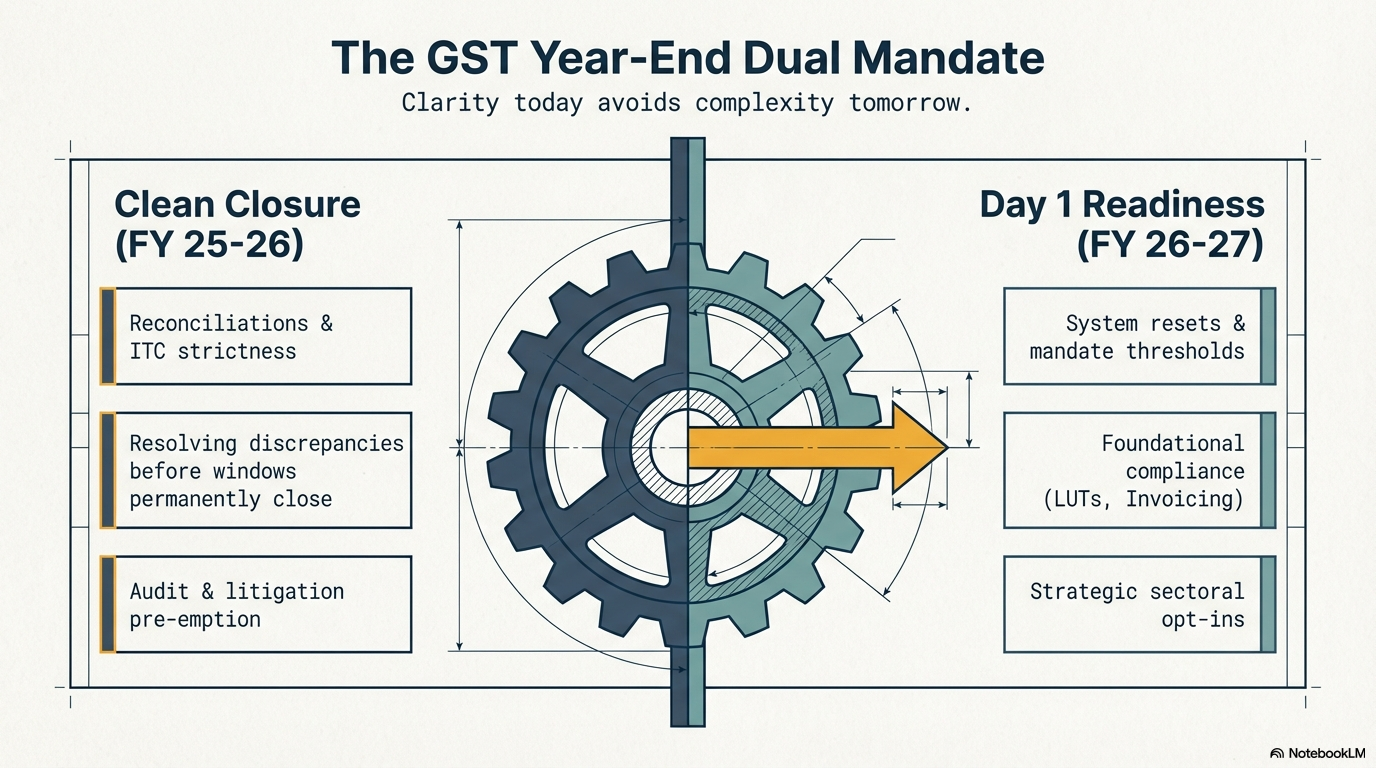 The GST Year-End Dual Mandate
Clarity today avoids complexity tomorrow.
Clean Closure
(FY 25-26)
Reconciliations &
ITC strictness
Resolving discrepancies
before windows
permanently close
Audit & litigation
pre-emption
Day 1 Readiness
(FY 26-27)
System resets &
mandate thresholds
Foundational
compliance
(LUTs, Invoicing)
Strategic sectoral
opt-ins
NotebookLM